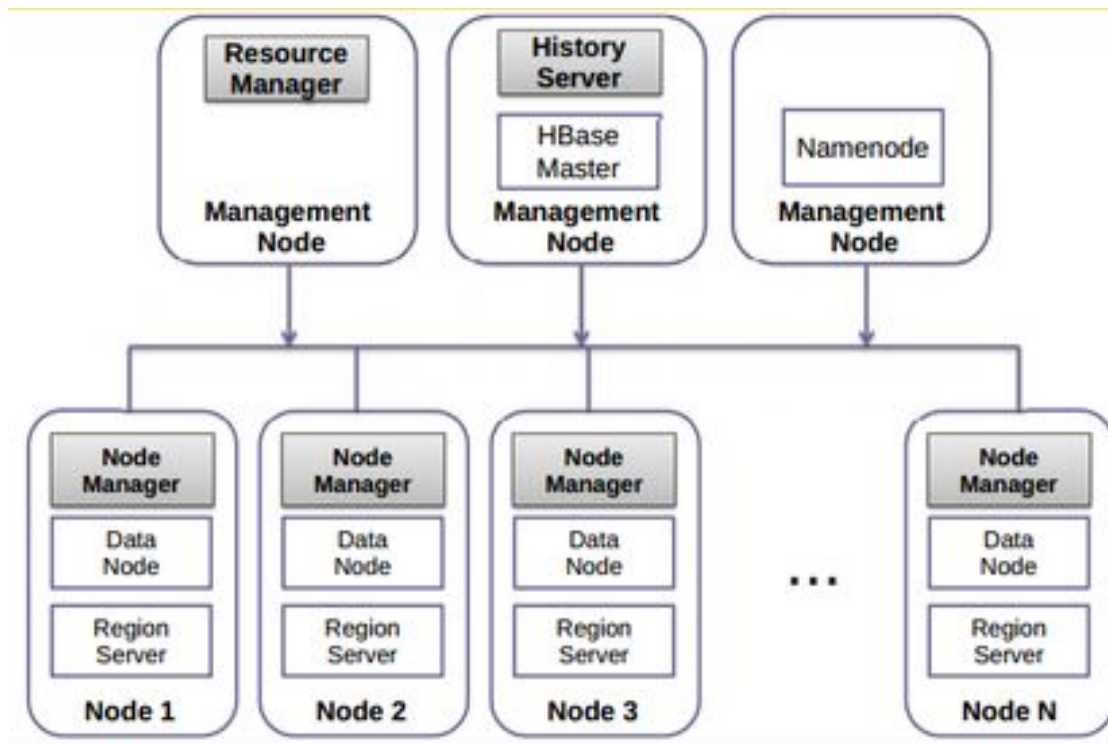 Resource
Manager
Management
Node
History
Server
HBase
Master
Management
Node
Namenode
Management
Node
Node
Manager
Data
Node
Region
Server
Node 1
Node
Manager
Data
Node
Region
Server
Node 2
Node
Manager
Data
Node
Region
Server
Node 3
...
Node
Manager
Data
Node
Region
Server
Node N